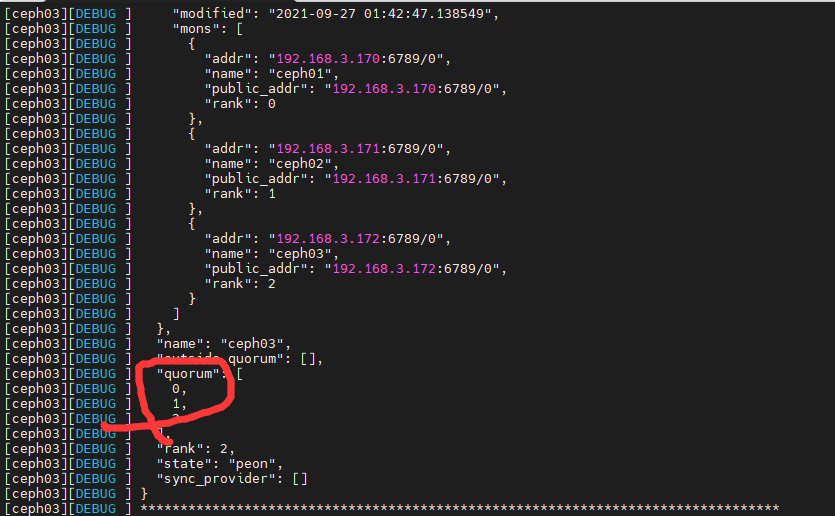 [ceph03][DEBUG ]     "modified": "2021-09-27 01:42:47.138549",
[ceph03][DEBUG ]     "mons": [
[ceph03][DEBUG ]       {
[ceph03][DEBUG ]         "addr": "192.168.3.170:6789/0",
[ceph03][DEBUG ]         "name": "ceph01",
[ceph03][DEBUG ]         "public_addr": "192.168.3.170:6789/0",
[ceph03][DEBUG ]         "rank": 0
[ceph03][DEBUG ]       },
[ceph03][DEBUG ]       {
[ceph03][DEBUG ]         "addr": "192.168.3.171:6789/0",
[ceph03][DEBUG ]         "name": "ceph02",
[ceph03][DEBUG ]         "public_addr": "192.168.3.171:6789/0",
[ceph03][DEBUG ]         "rank": 1
[ceph03][DEBUG ]       },
[ceph03][DEBUG ]       {
[ceph03][DEBUG ]         "addr": "192.168.3.172:6789/0",
[ceph03][DEBUG ]         "name": "ceph03",
[ceph03][DEBUG ]         "public_addr": "192.168.3.172:6789/0",
[ceph03][DEBUG ]         "rank": 2
[ceph03][DEBUG ]       }
[ceph03][DEBUG ]     ]
[ceph03][DEBUG ]   },
[ceph03][DEBUG ]   "name": "ceph03",
[ceph03][DEBUG ]   "outside_quorum": [],
[ceph03][DEBUG ]   "quorum": [
[ceph03][DEBUG ]     0,
[ceph03][DEBUG ]     1,
[ceph03][DEBUG ]     2
[ceph03][DEBUG ]   ],
[ceph03][DEBUG ]   "rank": 2,
[ceph03][DEBUG ]   "state": "peon",
[ceph03][DEBUG ]   "sync_provider": []
[ceph03][DEBUG ] }
[ceph03][DEBUG ] ********************************************************************************